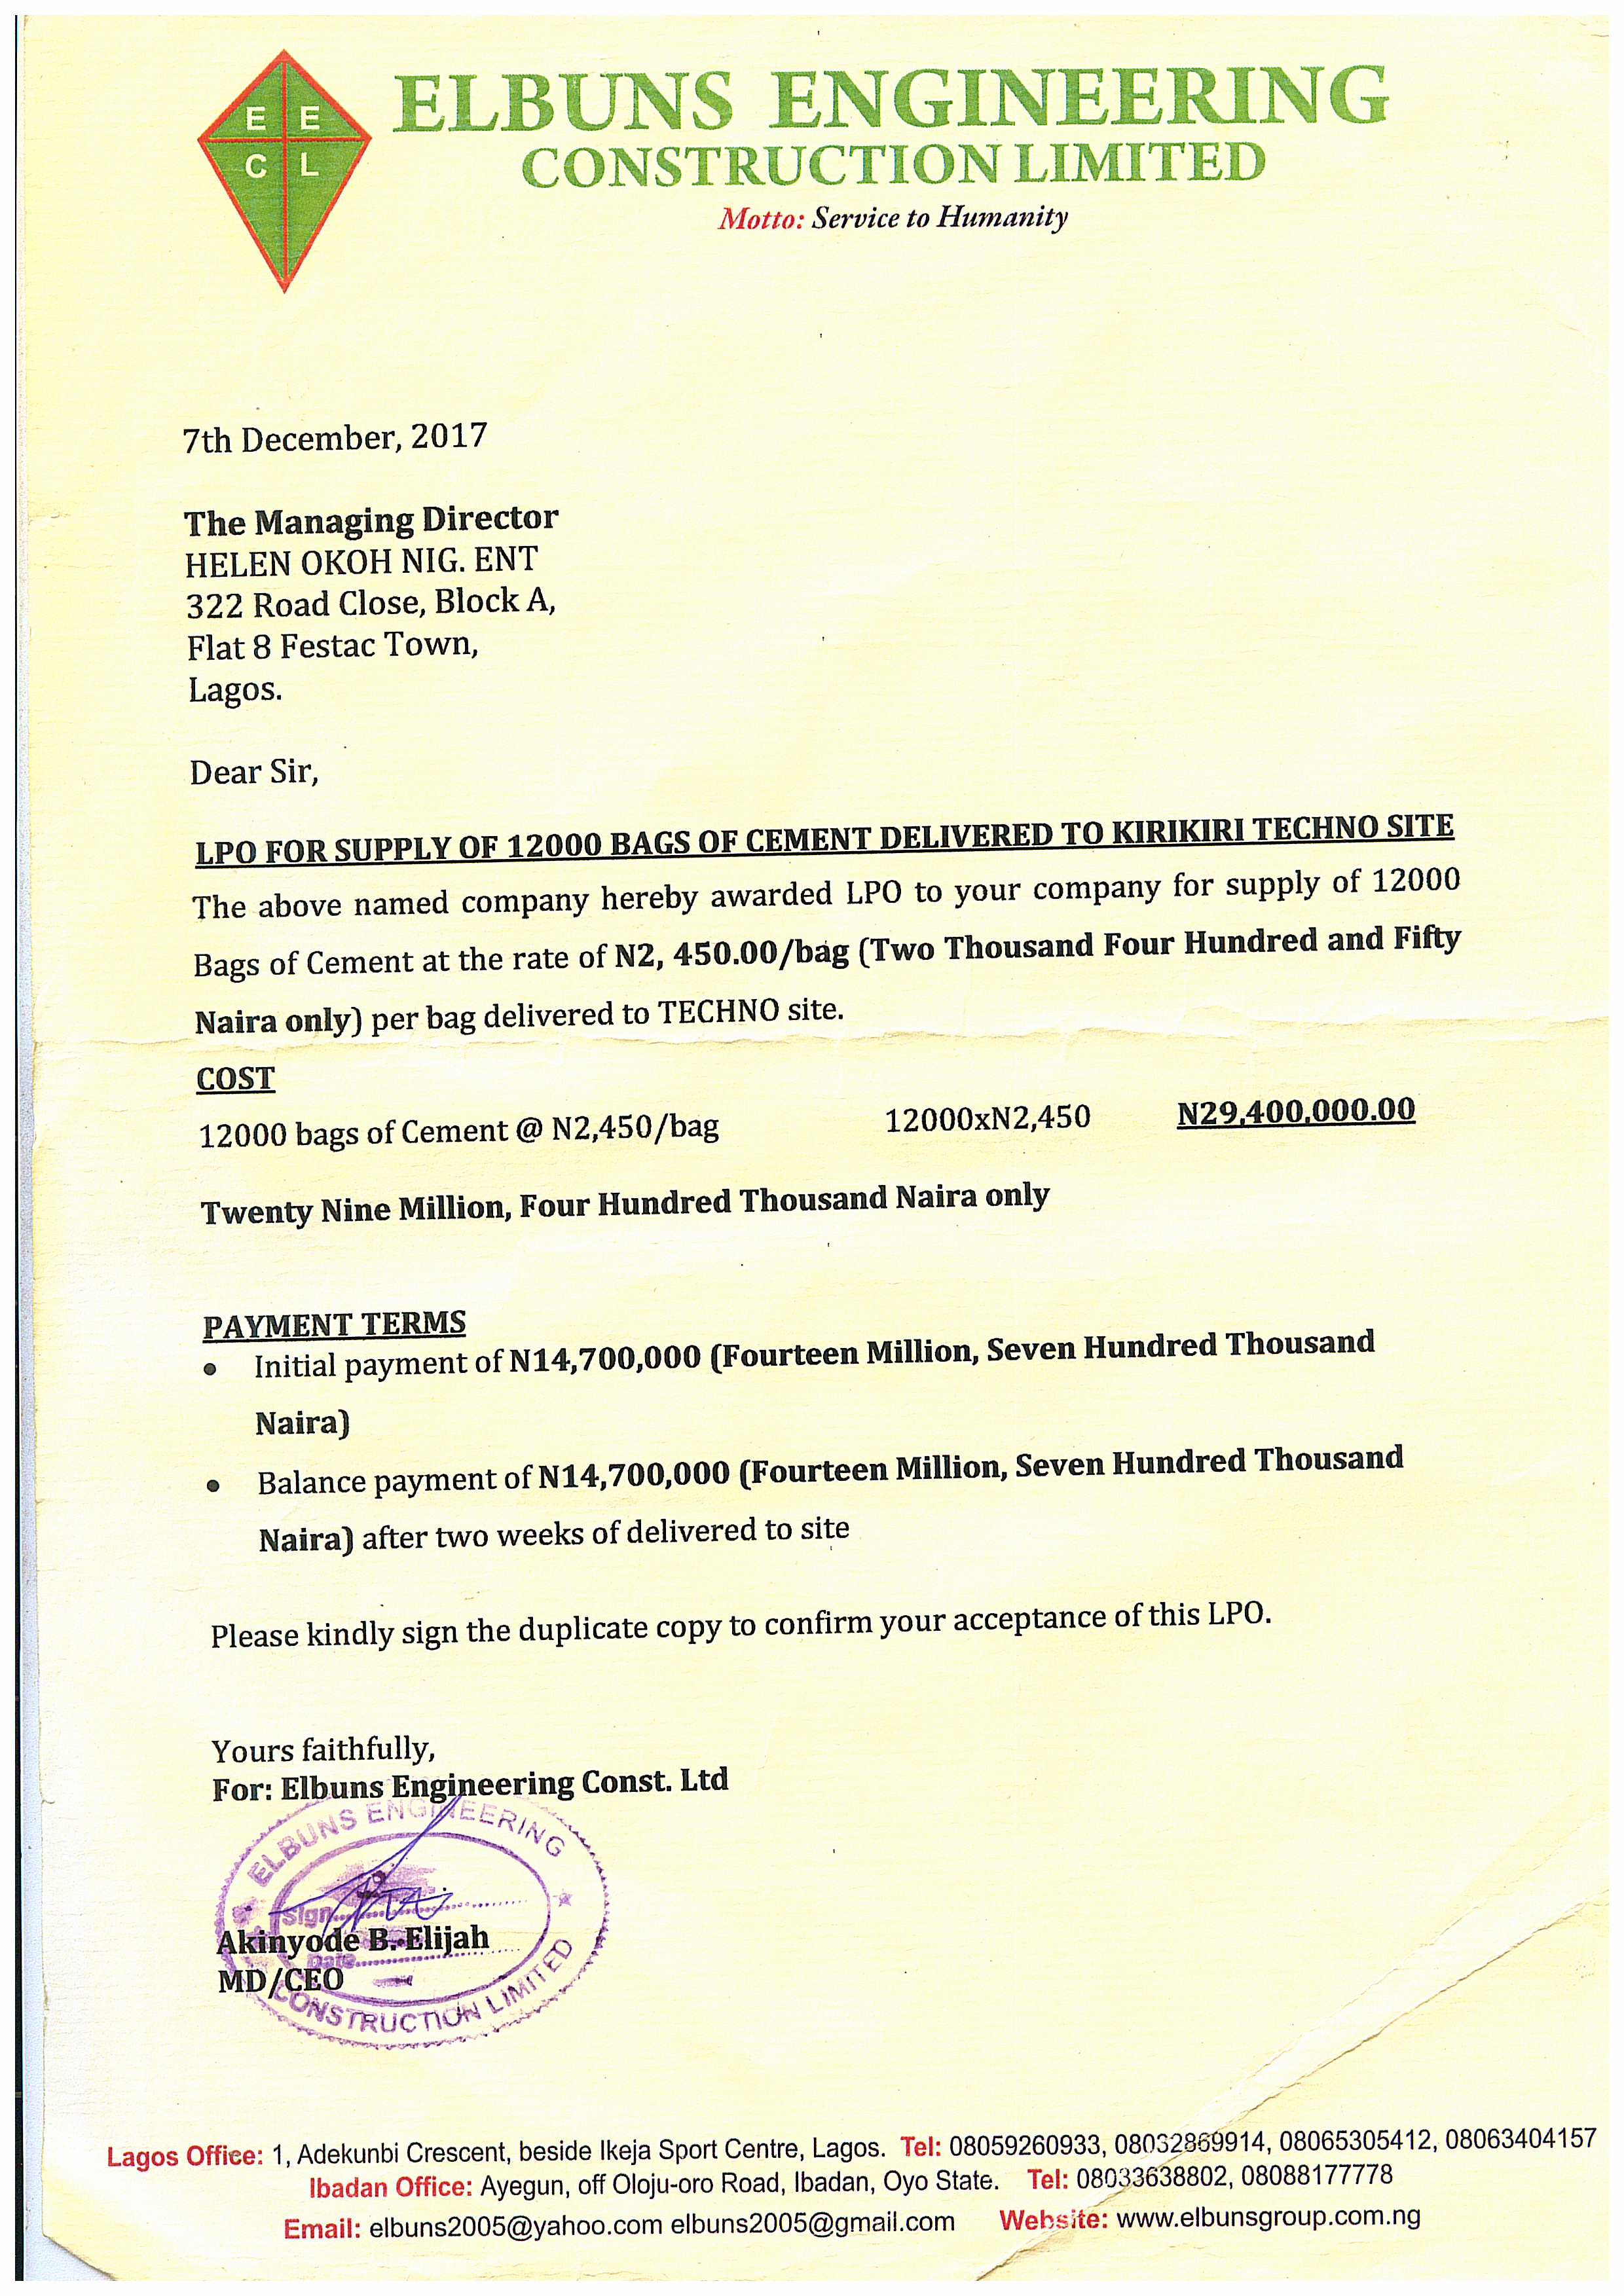 E E
C L
ELBUNS ENGINEERING
CONSTRUCTION LIMITED
Motto: Service to Humanity
7th December, 2017
The Managing Director
HELEN OKOH NIG. ENT
322 Road Close, Block A,
Flat 8 Festac Town,
Lagos.
Dear Sir,
LPO FOR SUPPLY OF 12000 BAGS OF CEMENT DELIVERED TO KIRIKIRI TECHNO SITE
The above named company hereby awarded LPO to your company for supply of 12000
Bags of Cement at the rate of N2, 450.00/bag (Two Thousand Four Hundred and Fifty
Naira only) per bag delivered to TECHNO site.
COST
12000 bags of Cement @ N2,450/bag 12000xN2,450 N29,400,000.00
Twenty Nine Million, Four Hundred Thousand Naira only
PAYMENT TERMS
• Initial payment of N14,700,000 (Fourteen Million, Seven Hundred Thousand
Naira)
• Balance payment of N14,700,000 (Fourteen Million, Seven Hundred Thousand
Naira) after two weeks of delivered to site
Please kindly sign the duplicate copy to confirm your acceptance of this LPO.
Yours faithfully,
For: Elbuns Engineering Const. Ltd
ELBUNS ENGINEERING
Sign
Akinyode B. Elijah
Date
MD/CEO
CONSTRUCTION LIMITED
Lagos Office: 1, Adekunbi Crescent, beside Ikeja Sport Centre, Lagos. Tel: 08059260933, 08032869914, 08065305412, 08063404157
Ibadan Office: Ayegun, off Oloju-oro Road, Ibadan, Oyo State. Tel: 08033638802, 08088177778
Email: elbuns2005@yahoo.com elbuns2005@gmail.com Website: www.elbunsgroup.com.ng